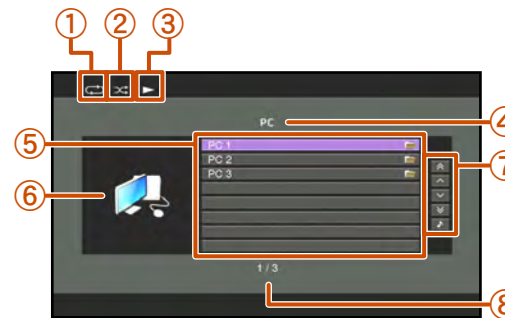 ① ② ③
PC ④
⑤ PC 1
PC 2
⑦
PC 3
⑥
1 / 3
⑧